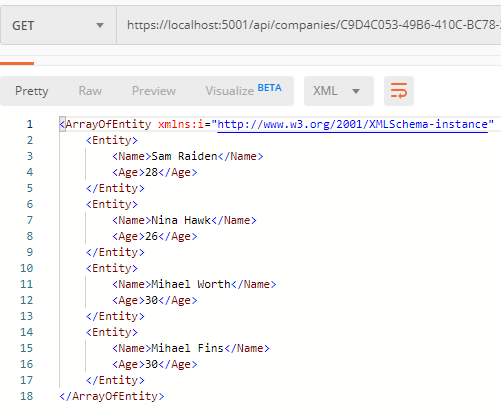 GET https://localhost:5001/api/companies/C9D4C053-49B6-410C-BC78-
Pretty Raw Preview Visualize BETA XML
1 <ArrayOfEntity xmlns:i="http://www.w3.org/2001/XMLSchema-instance"
2 <Entity>
3 <Name>Sam Raiden</Name>
4 <Age>28</Age>
5 </Entity>
6 <Entity>
7 <Name>Nina Hawk</Name>
8 <Age>26</Age>
9 </Entity>
10 <Entity>
11 <Name>Mihael Worth</Name>
12 <Age>30</Age>
13 </Entity>
14 <Entity>
15 <Name>Mihael Fins</Name>
16 <Age>30</Age>
17 </Entity>
18 </ArrayOfEntity>